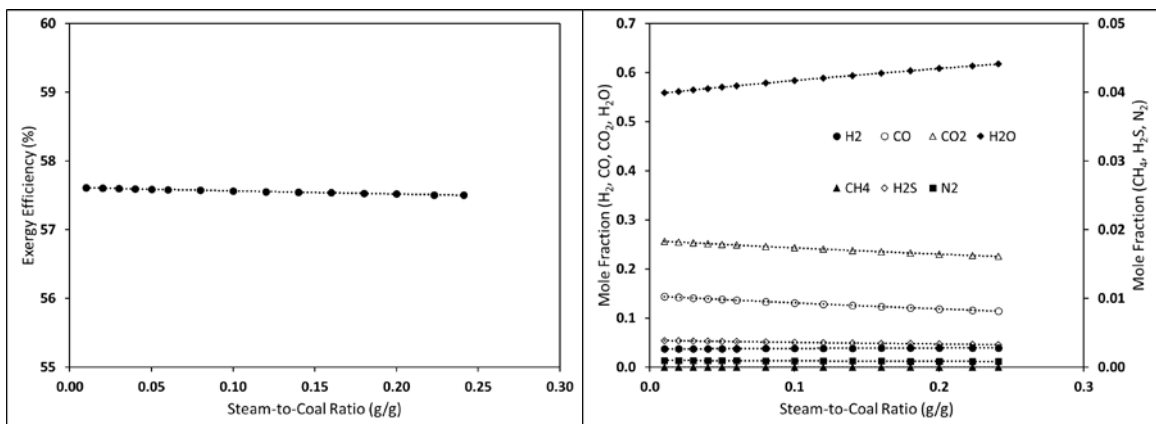 60
59
58
57
56
55
Exergy Efficiency (%)
0.00 0.05 0.10 0.15 0.20 0.25 0.30
Steam-to-Coal Ratio (g/g)
0.7
0.6
0.5
0.4
0.3
0.2
0.1
0.0
Mole Fraction (H₂, CO, CO₂, H₂O)
H2 CO CO2 H2O
CH4 H2S N2
0.05
0.04
0.03
0.02
0.01
0.00
Mole Fraction (CH₄, H₂S, N₂)
0.0 0.1 0.2 0.3
Steam-to-Coal Ratio (g/g)